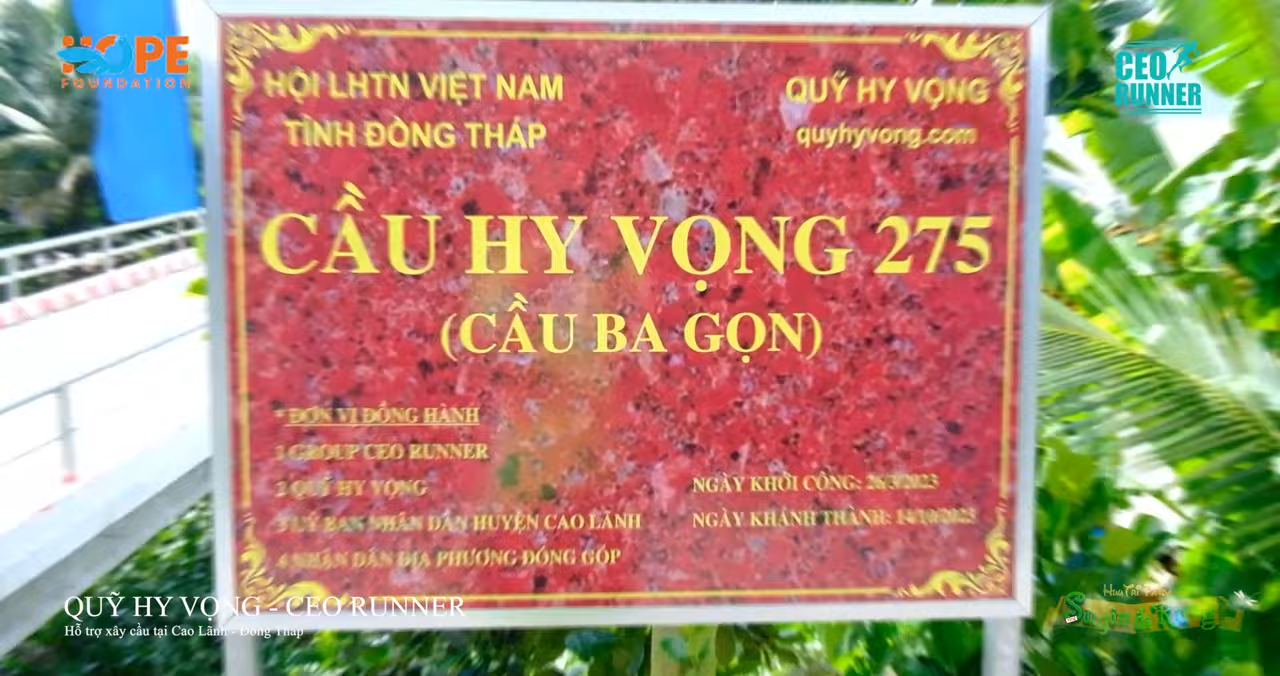 HOPE
FOUNDATION
CEO
RUNNER
HỘI LHTN VIỆT NAM
TỈNH ĐỒNG THÁP
QUỸ HY VỌNG
quyhyvong.com
CẦU HY VỌNG 275
(CẦU BA GỌN)
* ĐƠN VỊ ĐỒNG HÀNH
1 GROUP CEO RUNNER
2 QUỸ HY VỌNG
3 UỶ BAN NHÂN DÂN HUYỆN CAO LÃNH
4 NHÂN DÂN ĐỊA PHƯƠNG ĐÓNG GÓP
NGÀY KHỞI CÔNG: 26/3/2023
NGÀY KHÁNH THÀNH: 14/10/2023
QUỸ HY VỌNG - CEO RUNNER
Hỗ trợ xây cầu tại Cao Lãnh - Đồng Tháp